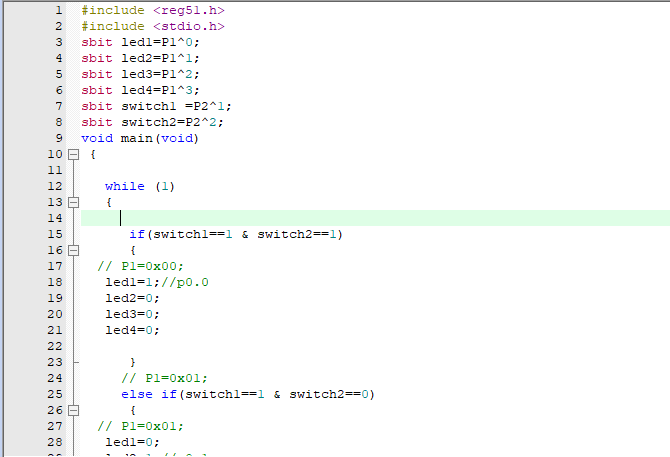 1 #include <reg51.h>
2 #include <stdio.h>
3 sbit led1=P1^0;
4 sbit led2=P1^1;
5 sbit led3=P1^2;
6 sbit led4=P1^3;
7 sbit switch1 =P2^1;
8 sbit switch2=P2^2;
9 void main(void)
10 {
11
12 while (1)
13 {
14
15 if(switch1==1 & switch2==1)
16 {
17 // P1=0x00;
18 led1=1;//p0.0
19 led2=0;
20 led3=0;
21 led4=0;
22
23 }
24 // P1=0x01;
25 else if(switch1==1 & switch2==0)
26 {
27 // P1=0x01;
28 led1=0;